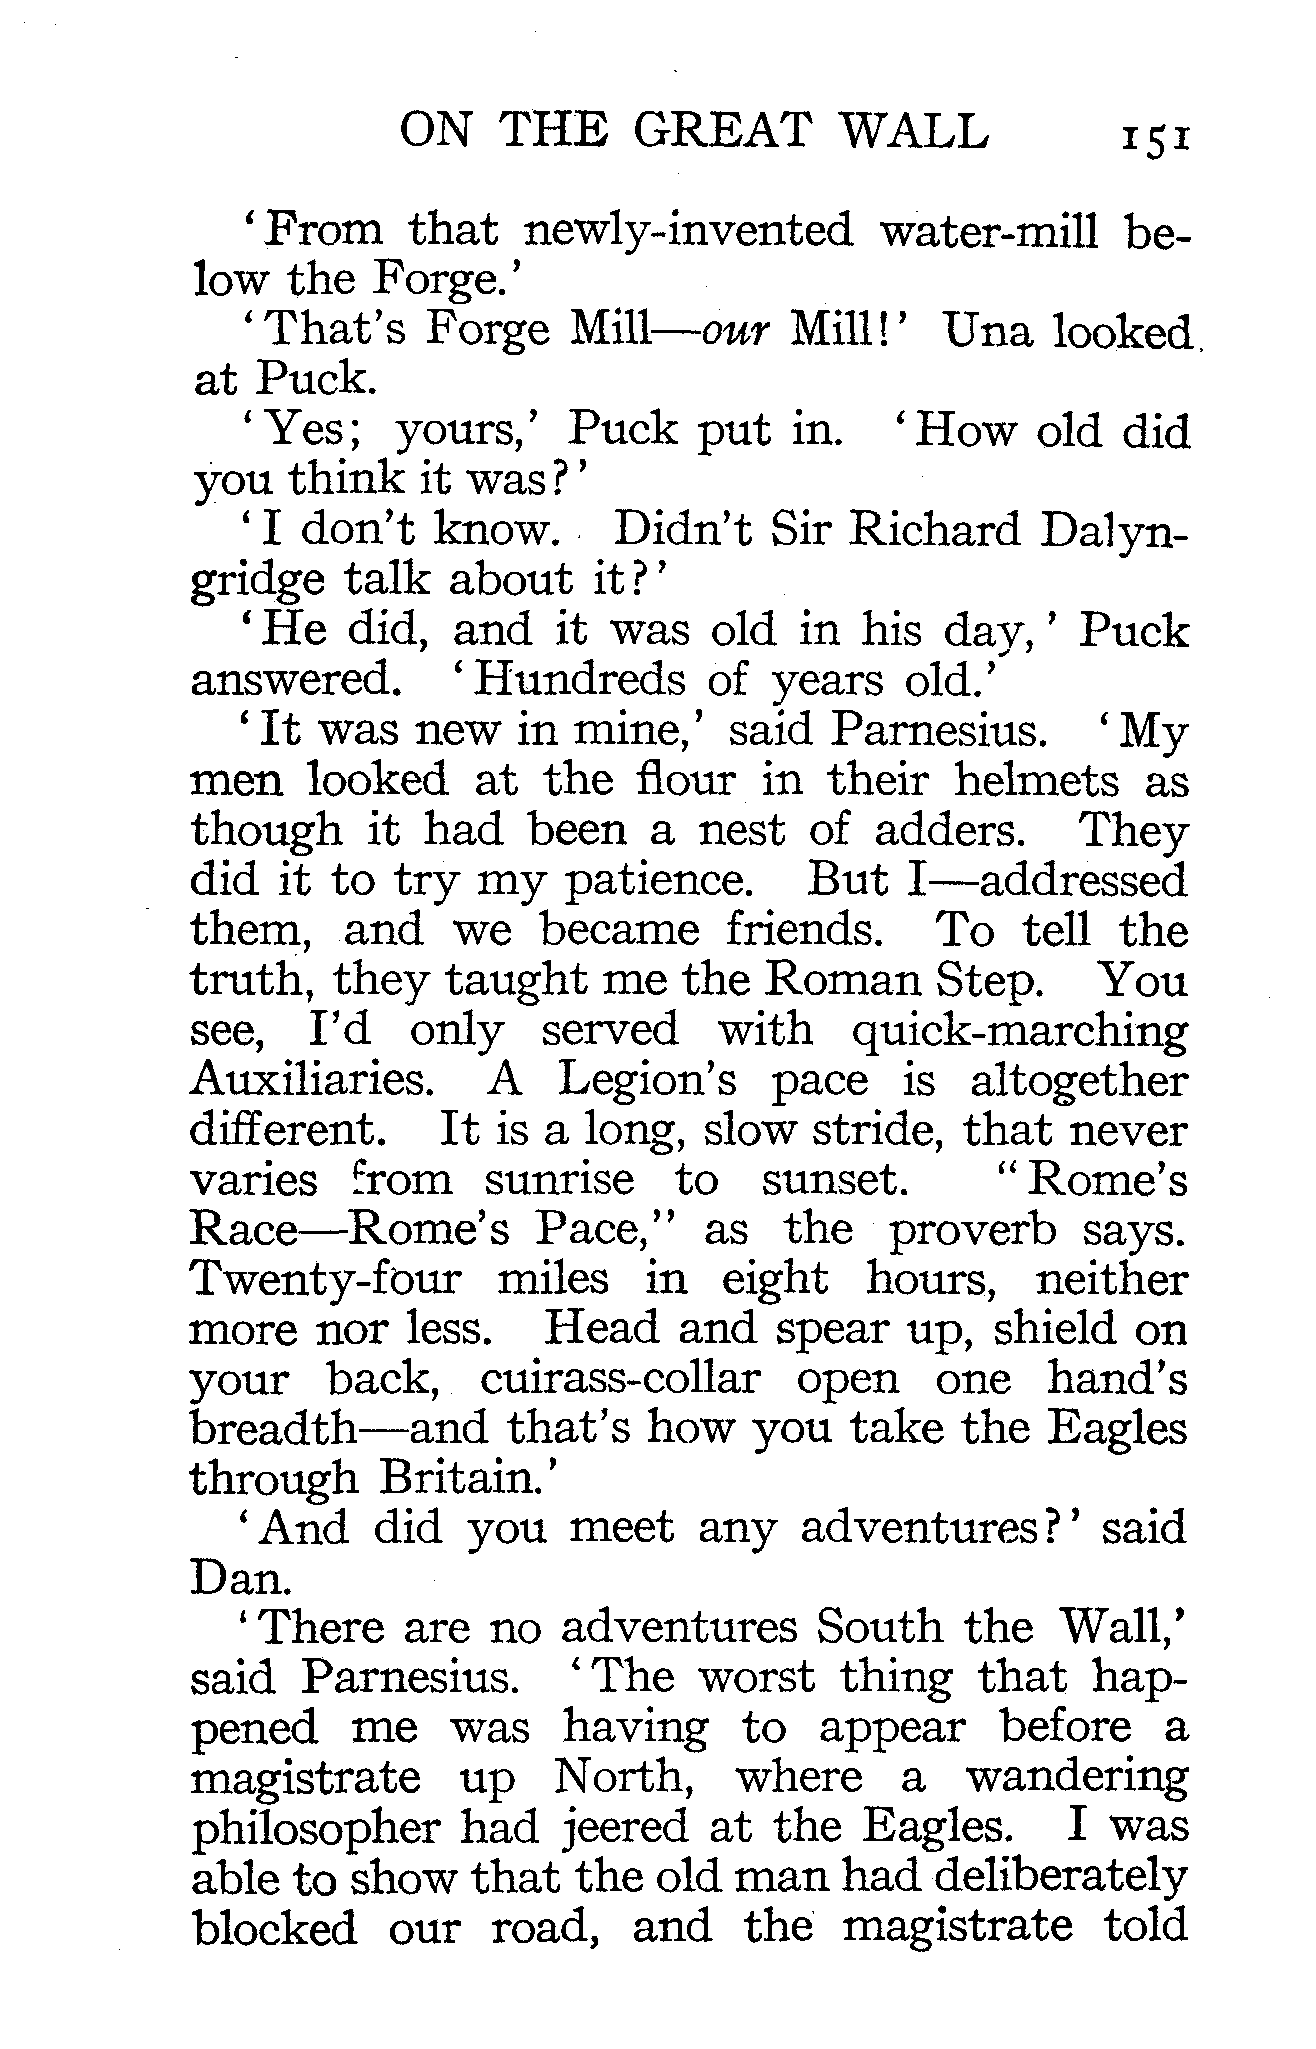 ON THE GREAT WALL 151
‘From that newly-invented water-mill be-
low the Forge.’
‘That’s Forge Mill—our Mill!’ Una looked
at Puck.
‘Yes; yours,’ Puck put in. ‘How old did
you think it was?’
‘I don’t know. Didn’t Sir Richard Dalyn-
gridge talk about it?’
‘He did, and it was old in his day,’ Puck
answered. ‘Hundreds of years old.’
‘It was new in mine,’ said Parnesius. ‘My
men looked at the flour in their helmets as
though it had been a nest of adders. They
did it to try my patience. But I—addressed
them, and we became friends. To tell the
truth, they taught me the Roman Step. You
see, I’d only served with quick-marching
Auxiliaries. A Legion’s pace is altogether
different. It is a long, slow stride, that never
varies from sunrise to sunset. “Rome’s
Race—Rome’s Pace,” as the proverb says.
Twenty-four miles in eight hours, neither
more nor less. Head and spear up, shield on
your back, cuirass-collar open one hand’s
breadth—and that’s how you take the Eagles
through Britain.’
‘And did you meet any adventures?’ said
Dan.
‘There are no adventures South the Wall,’
said Parnesius. ‘The worst thing that hap-
pened me was having to appear before a
magistrate up North, where a wandering
philosopher had jeered at the Eagles. I was
able to show that the old man had deliberately
blocked our road, and the magistrate told